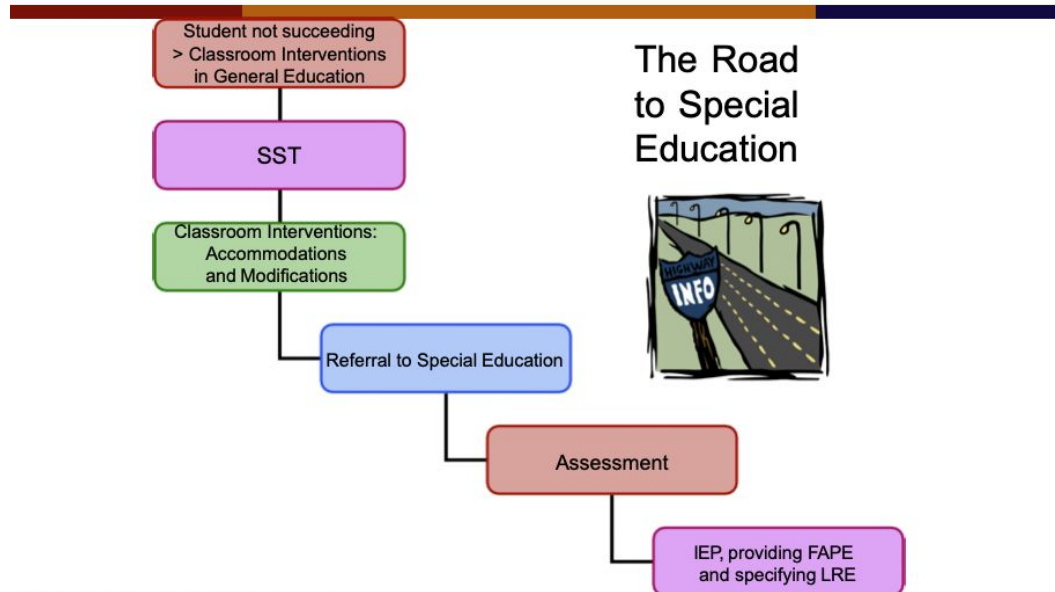 Student not succeeding
> Classroom Interventions
in General Education
The Road
to Special
Education
SST
Classroom Interventions:
Accommodations
and Modifications
HIGHWAY
INFO
Referral to Special Education
Assessment
IEP, providing FAPE
and specifying LRE